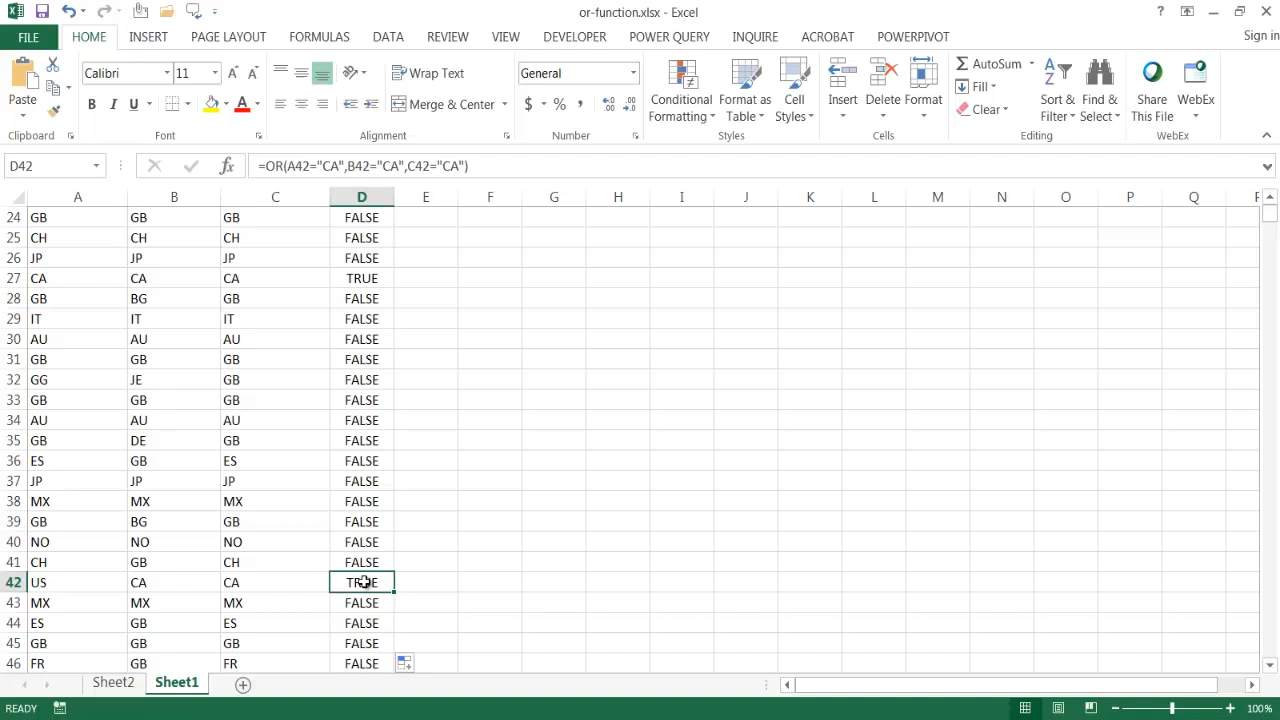 or-function.xlsx - Excel
?
FILE HOME INSERT PAGE LAYOUT FORMULAS DATA REVIEW VIEW DEVELOPER POWER QUERY INQUIRE ACROBAT POWERPIVOT Sign in
Paste
Clipboard
Calibri 11
B I U A
Font
Wrap Text
Merge & Center
Alignment
General
$ % ,
Number
Conditional Formatting
Format as Table
Cell Styles
Styles
Insert Delete Format
Cells
AutoSum
Fill
Clear
Sort & Filter
Find & Select
Editing
Share This File
WebEx
WebEx
D42 fx =OR(A42="CA",B42="CA",C42="CA")
A B C D E F G H I J K L M N O P Q
24 GB GB GB FALSE
25 CH CH CH FALSE
26 JP JP JP FALSE
27 CA CA CA TRUE
28 GB BG GB FALSE
29 IT IT IT FALSE
30 AU AU AU FALSE
31 GB GB GB FALSE
32 GG JE GB FALSE
33 GB GB GB FALSE
34 AU AU AU FALSE
35 GB DE GB FALSE
36 ES GB ES FALSE
37 JP JP JP FALSE
38 MX MX MX FALSE
39 GB BG GB FALSE
40 NO NO NO FALSE
41 CH GB CH FALSE
42 US CA CA TRUE
43 MX MX MX FALSE
44 ES GB ES FALSE
45 GB GB GB FALSE
46 FR GB FR FALSE
Sheet2 Sheet1
READY 100%